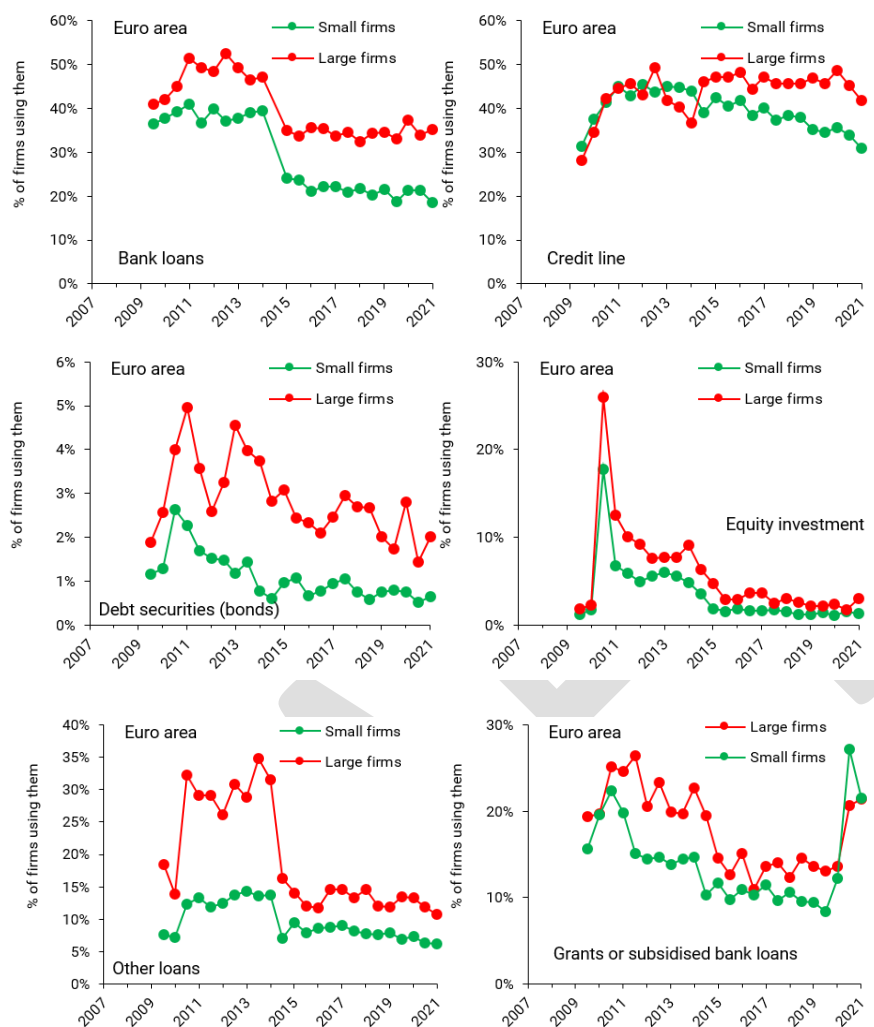 Euro area
Small firms
Large firms
% of firms using them
60%
50%
40%
30%
20%
10%
0%
2007
2009
2011
2013
2015
2017
2019
2021
Bank loans
Euro area
Small firms
Large firms
% of firms using them
60%
50%
40%
30%
20%
10%
0%
2007
2009
2011
2013
2015
2017
2019
2021
Credit line
Euro area
Small firms
Large firms
% of firms using them
6%
5%
4%
3%
2%
1%
0%
2007
2009
2011
2013
2015
2017
2019
2021
Debt securities (bonds)
Euro area
Small firms
Large firms
% of firms using them
30%
20%
10%
0%
2007
2009
2011
2013
2015
2017
2019
2021
Equity investment
Euro area
Small firms
Large firms
% of firms using them
40%
35%
30%
25%
20%
15%
10%
5%
0%
2007
2009
2011
2013
2015
2017
2019
2021
Other loans
Euro area
Large firms
Small firms
% of firms using them
30%
20%
10%
0%
2007
2009
2011
2013
2015
2017
2019
2021
Grants or subsidised bank loans